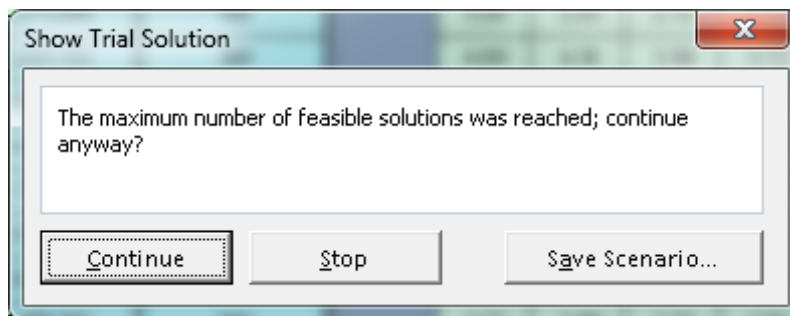 Show Trial Solution
The maximum number of feasible solutions was reached; continue
anyway?
Continue
Stop
Save Scenario...